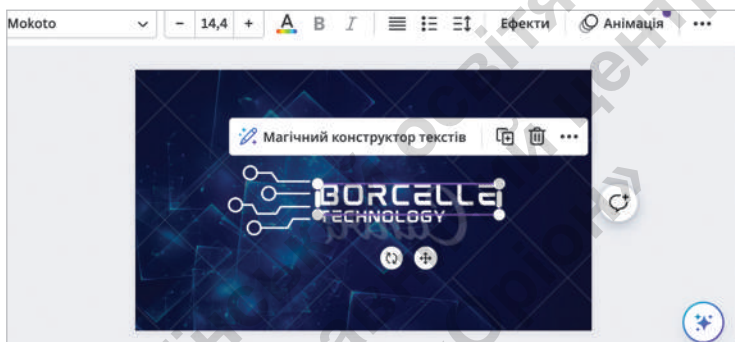 Mokoto − 14,4 + A B I Ефекти Анімація •••
Магічний конструктор текстів •••
BORCELLE
TECHNOLOGY